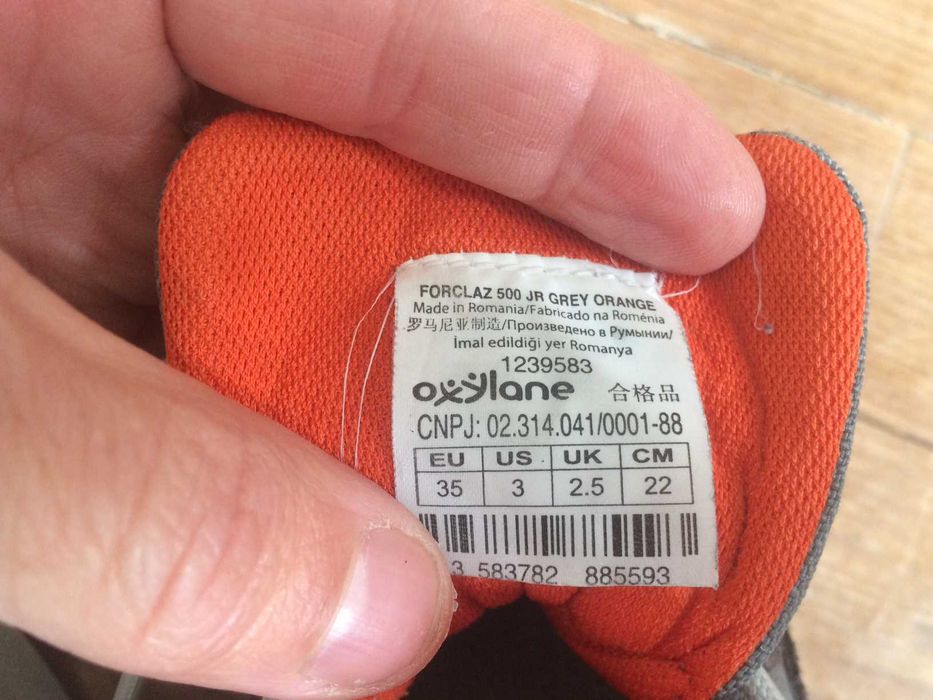 FORCLAZ 500 JR GREY ORANGE
Made in Romania/Fabricado na Roménia
罗马尼亚制造/Произведено в Румынии/
İmal edildiği yer Romanya
1239583
oxylane 合格品
CNPJ: 02.314.041/0001-88
EU US UK CM
35 3 2.5 22
3 583782 885593